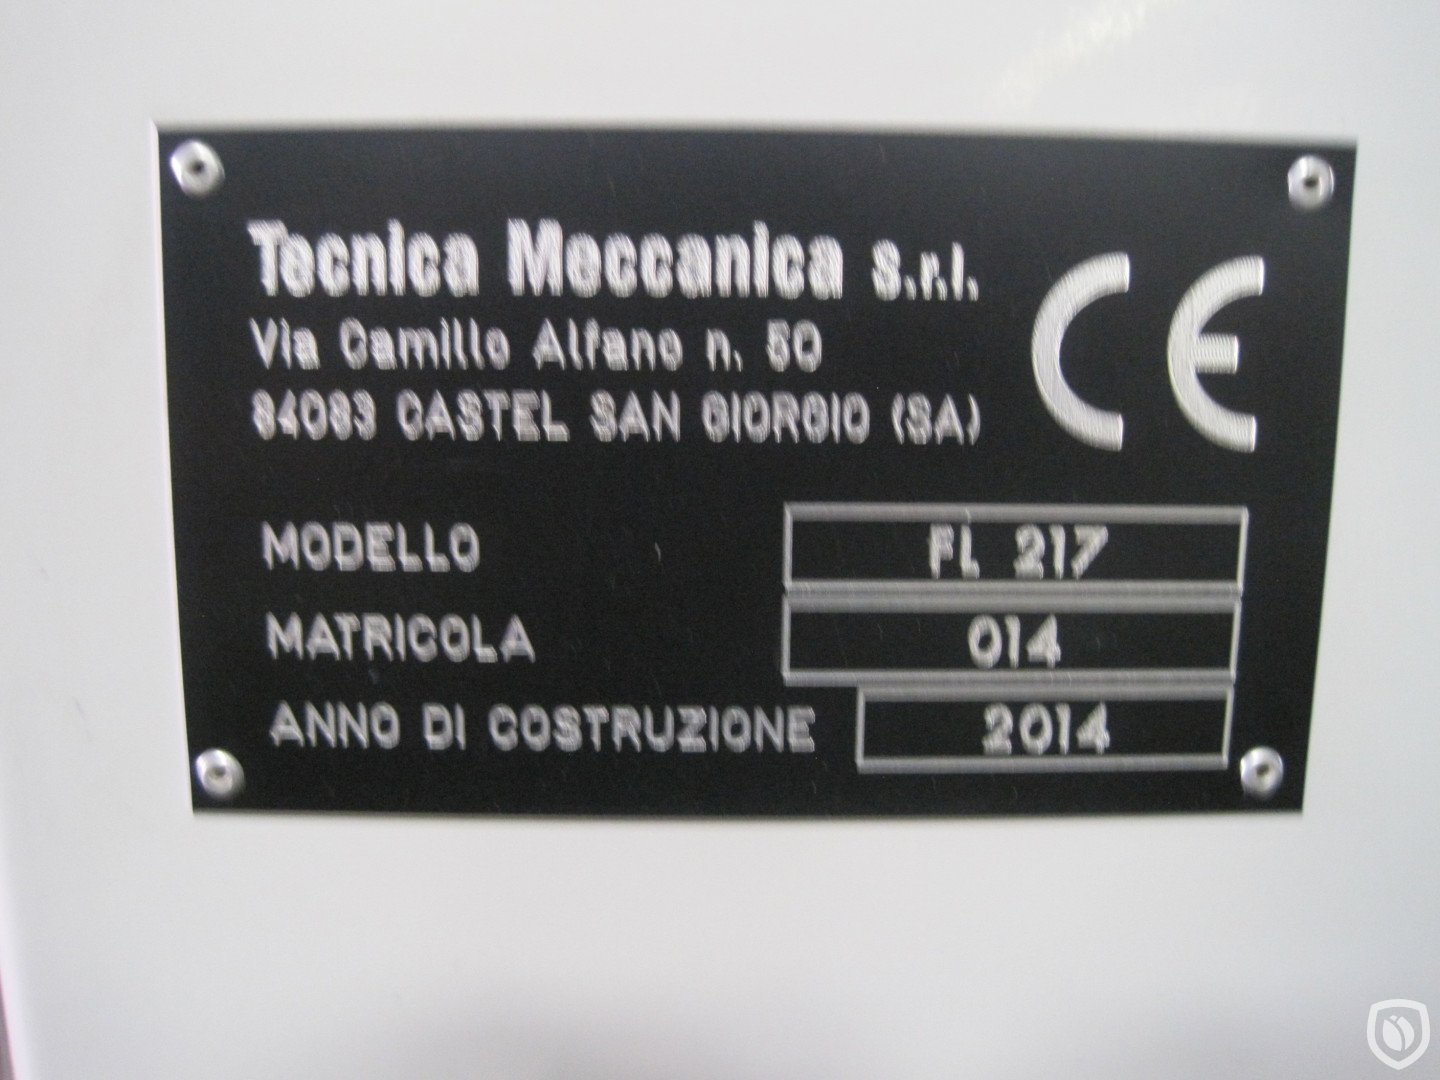 Tecnica Meccanica S.r.l.
Via Camillo Alfano n. 50
84083 CASTEL SAN GIORGIO (SA)
CE
MODELLO FL 217
MATRICOLA 014
ANNO DI COSTRUZIONE 2014